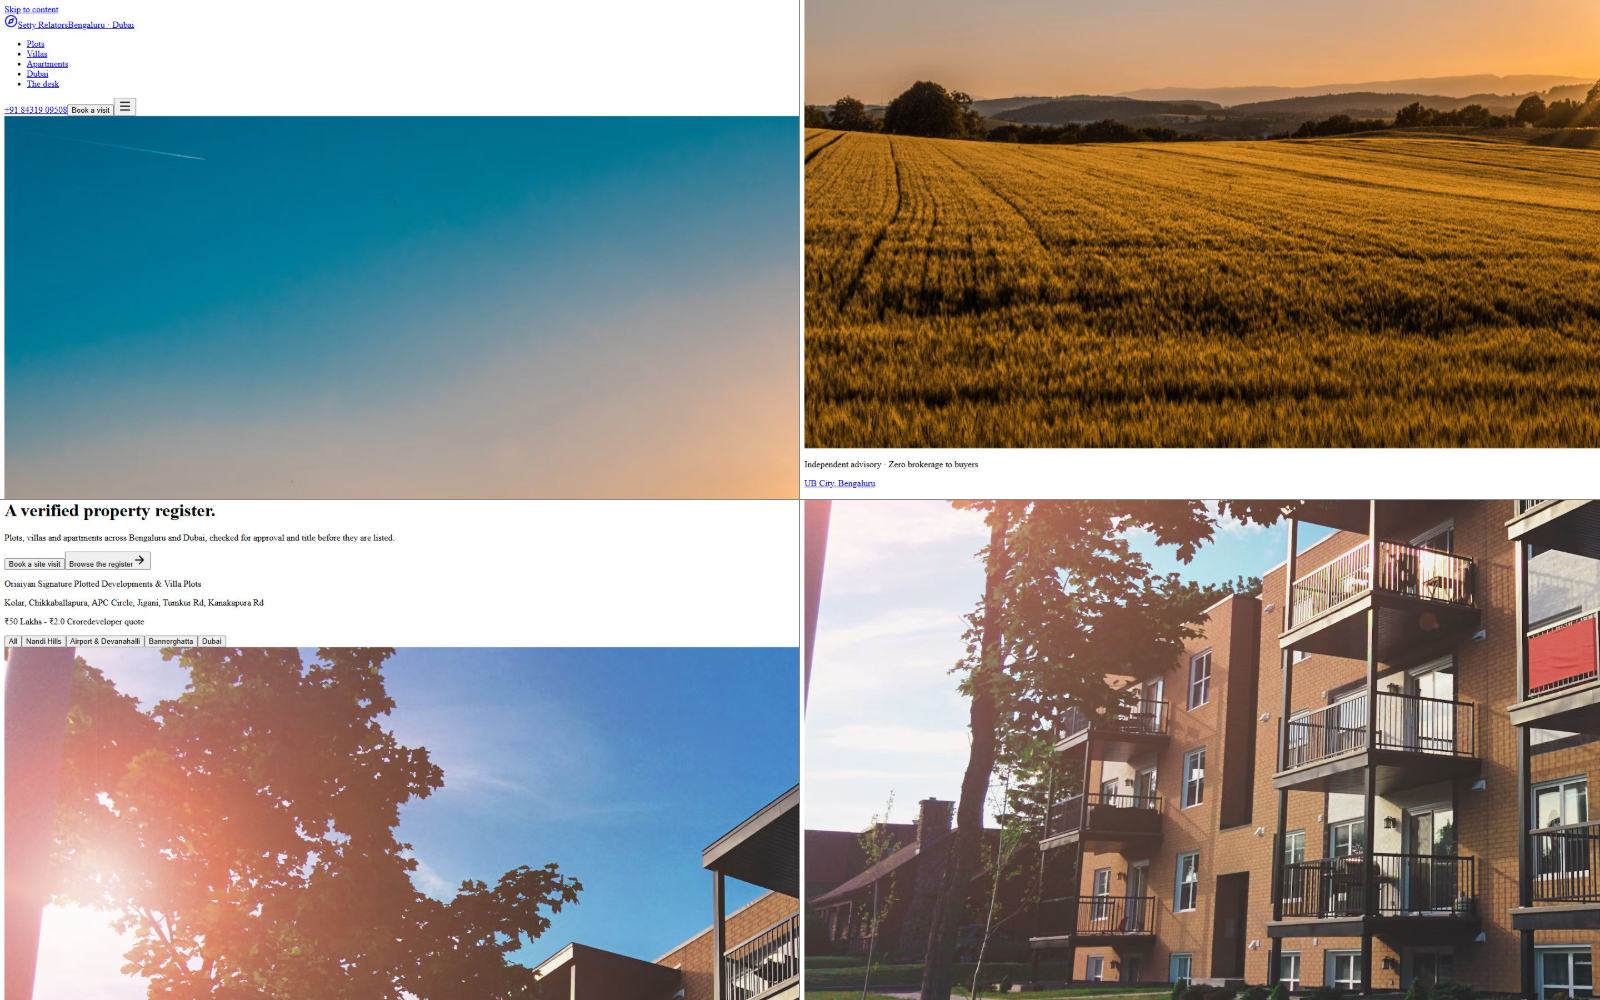 Skip to content
Setty RelatorsBengaluru · Dubai
Plots
Villas
Apartments
Dubai
The desk
+91 84319 09508 Book a visit
Independent advisory · Zero brokerage to buyers
UB City, Bengaluru
A verified property register.
Plots, villas and apartments across Bengaluru and Dubai, checked for approval and title before they are listed.
Book a site visit Browse the register
Oriaiyan Signature Plotted Developments & Villa Plots
Kolar, Chikkaballapura, APC Circle, Jigani, Tumkur Rd, Kanakapura Rd
₹50 Lakhs - ₹2.0 Croredeveloper quote
All Nandi Hills Airport & Devanahalli Bannerghatta Dubai